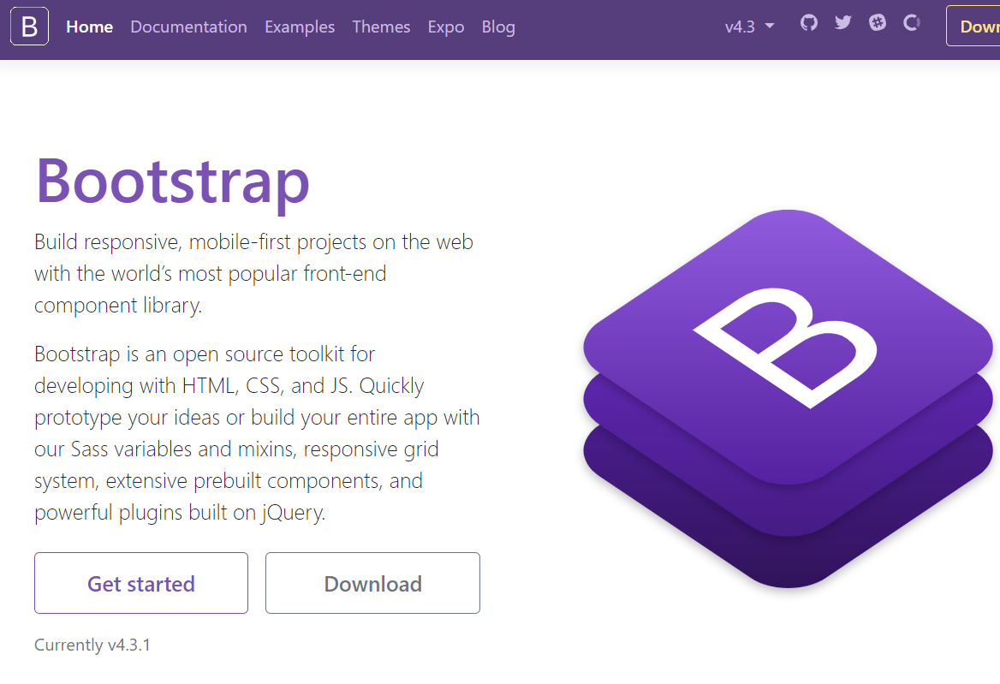 B Home Documentation Examples Themes Expo Blog v4.3
Bootstrap
Build responsive, mobile-first projects on the web
with the world’s most popular front-end
component library.
Bootstrap is an open source toolkit for
developing with HTML, CSS, and JS. Quickly
prototype your ideas or build your entire app with
our Sass variables and mixins, responsive grid
system, extensive prebuilt components, and
powerful plugins built on jQuery.
B
Get started Download
Currently v4.3.1